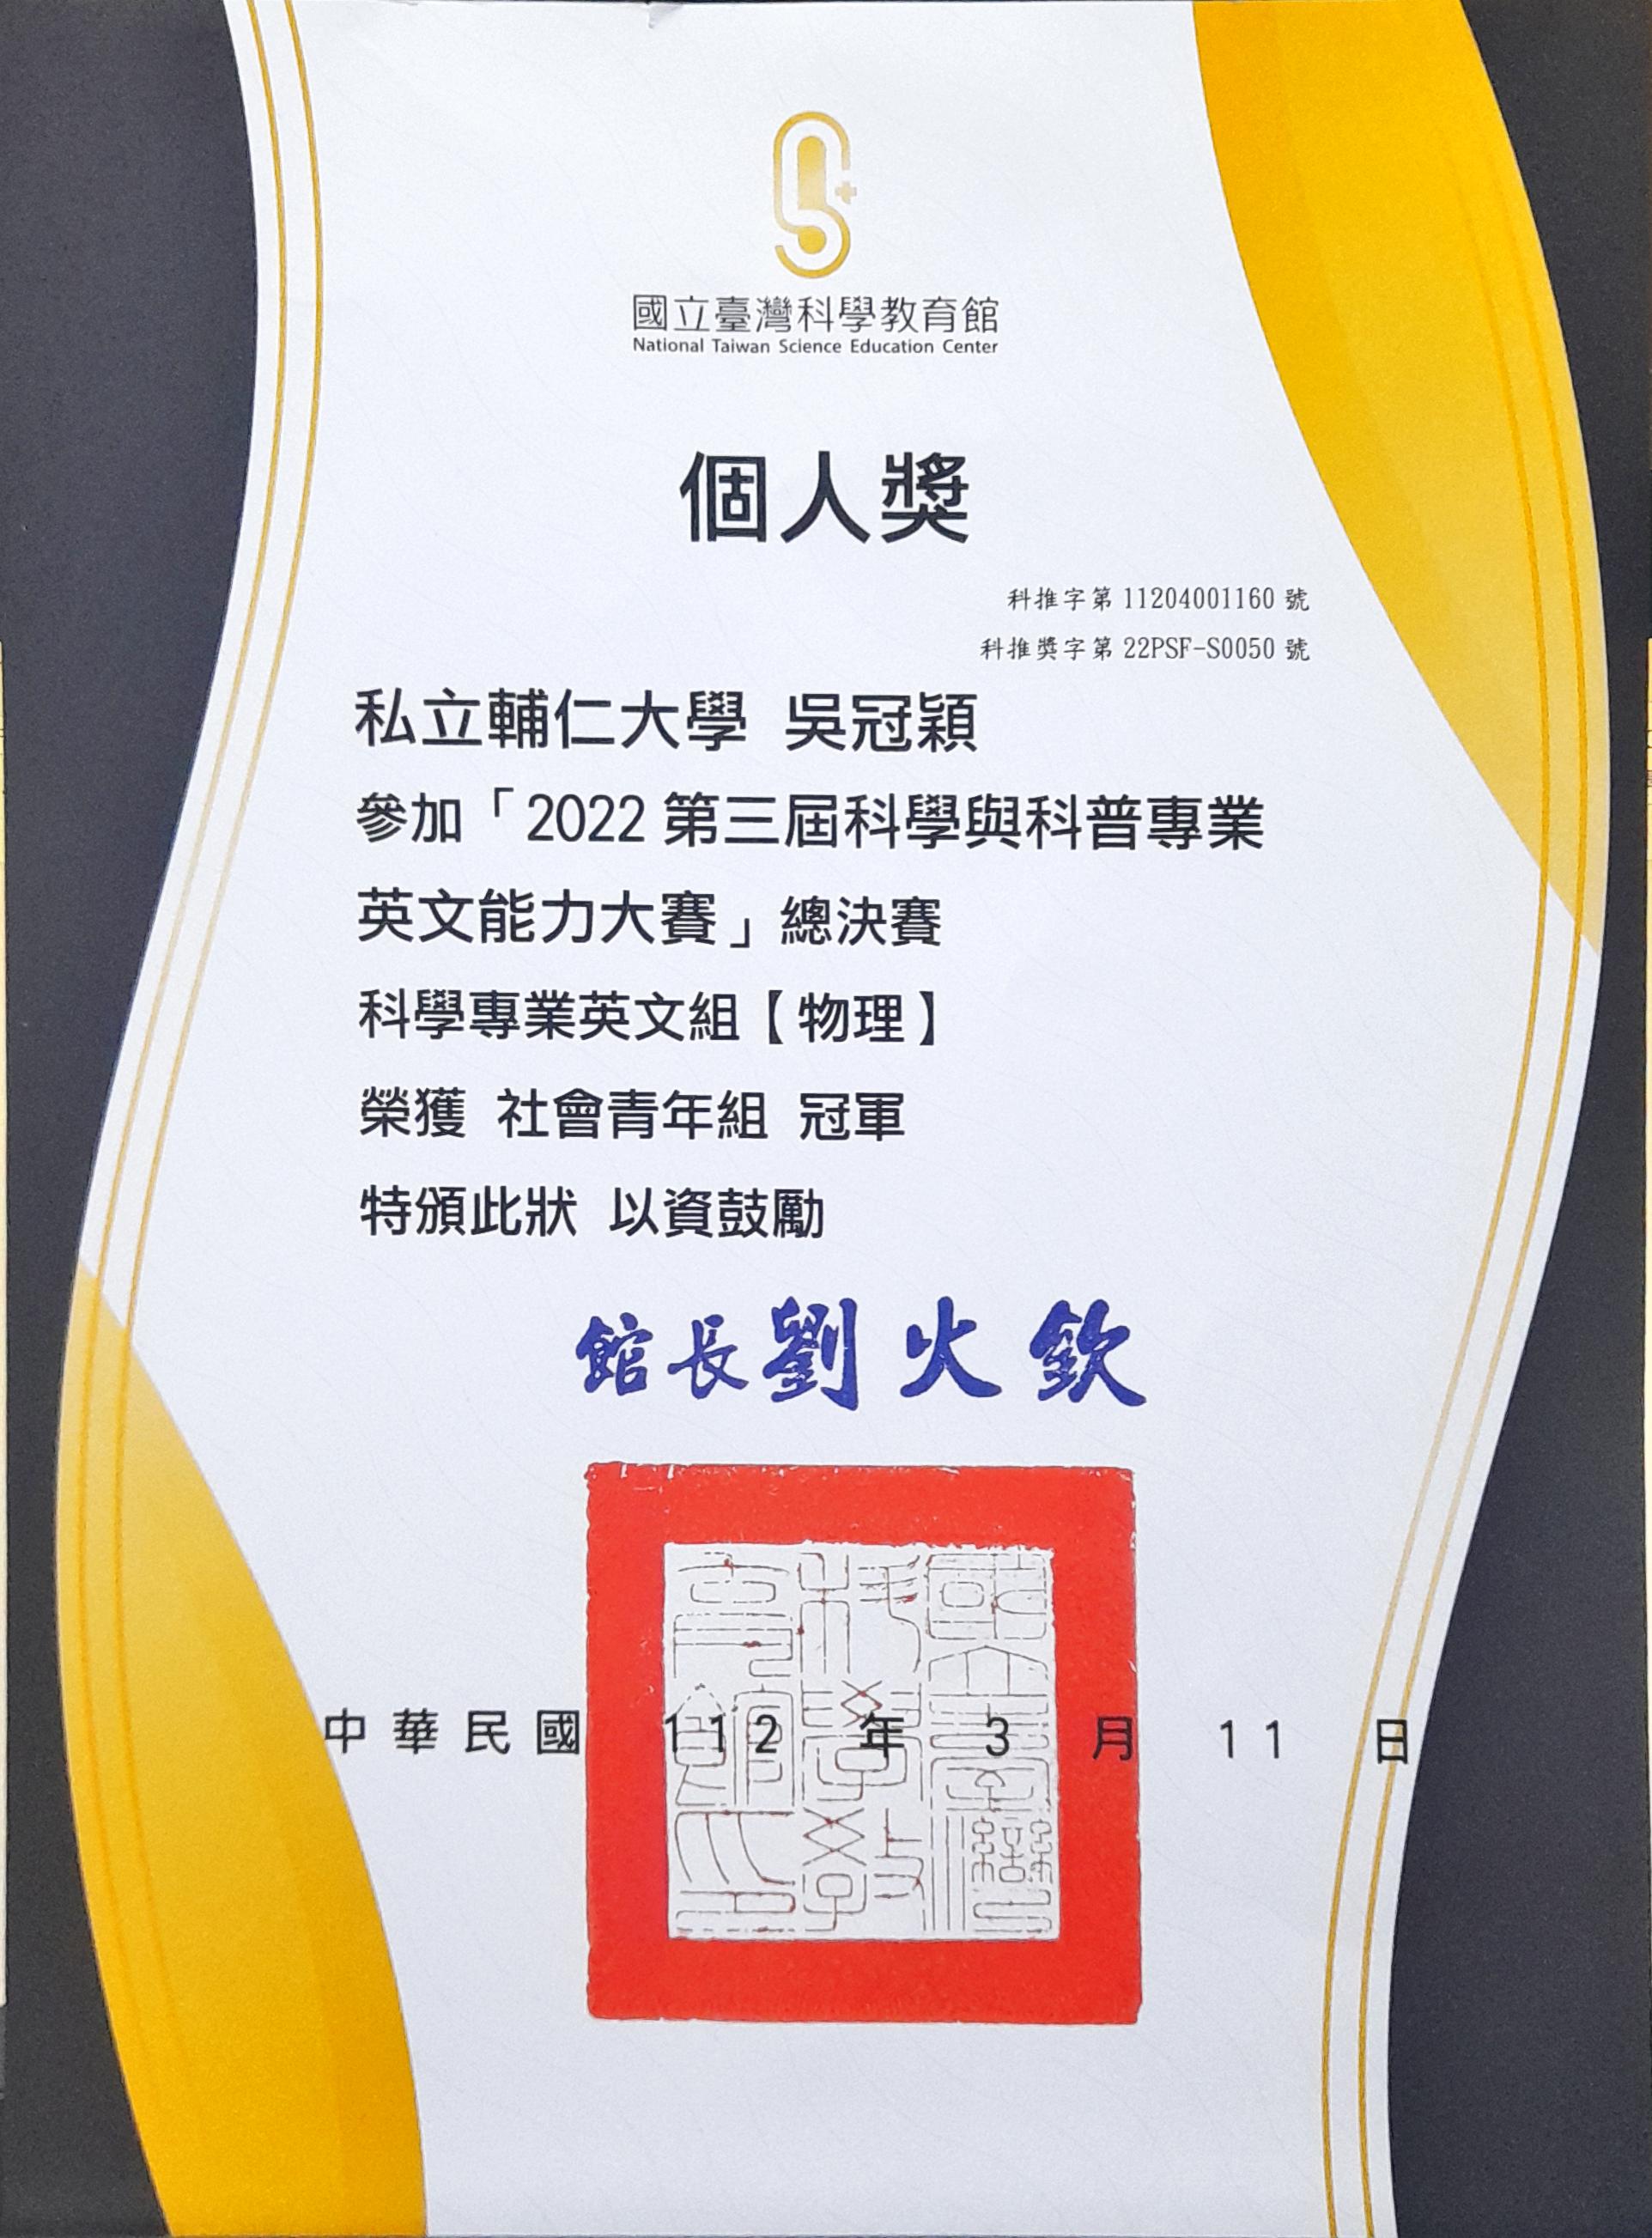 國立臺灣科學教育館
National Taiwan Science Education Center
個人獎
科推字第 11204001160 號
科推獎字第 22PSF-S0050 號
私立輔仁大學 吳冠穎
參加「2022 第三屆科學與科普專業
英文能力大賽」總決賽
科學專業英文組【物理】
榮獲 社會青年組 冠軍
特頒此狀 以資鼓勵
館長劉火欽
中華民國 112 年 3 月 11 日
國立臺灣
科學教
育館印